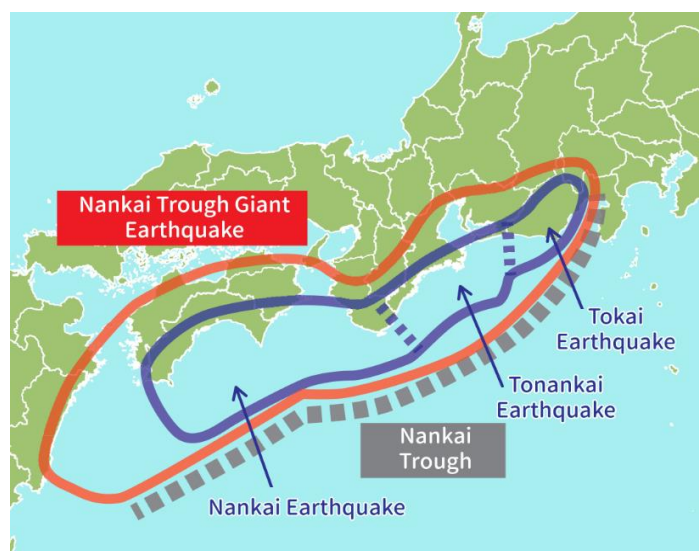 Nankai Trough Giant
Earthquake
Tokai
Earthquake
Tonankai
Earthquake
Nankai
Trough
Nankai Earthquake